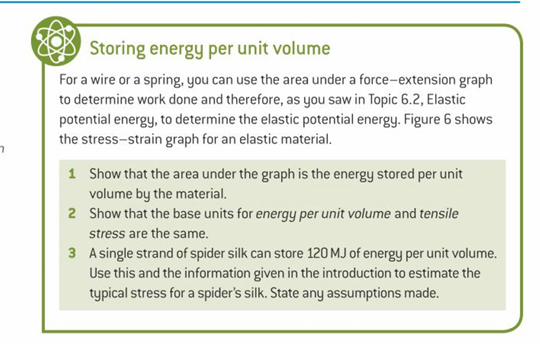 Storing energy per unit volume
For a wire or a spring, you can use the area under a force–extension graph
to determine work done and therefore, as you saw in Topic 6.2, Elastic
potential energy, to determine the elastic potential energy. Figure 6 shows
the stress–strain graph for an elastic material.
1 Show that the area under the graph is the energy stored per unit
volume by the material.
2 Show that the base units for energy per unit volume and tensile
stress are the same.
3 A single strand of spider silk can store 120 MJ of energy per unit volume.
Use this and the information given in the introduction to estimate the
typical stress for a spider's silk. State any assumptions made.